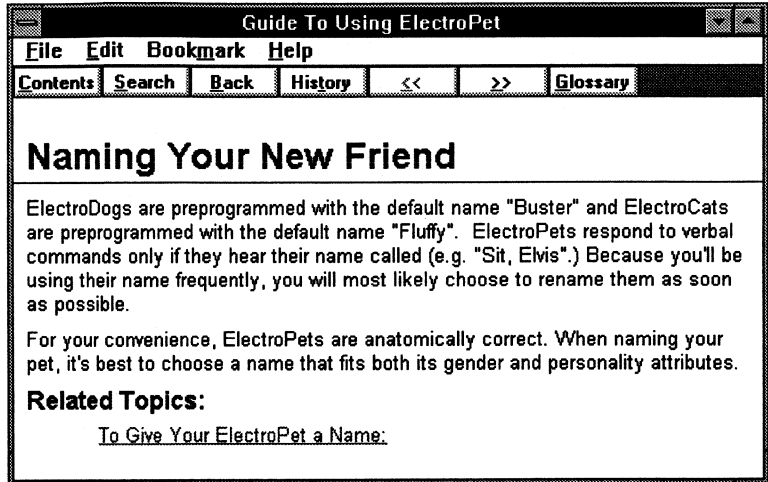 Guide To Using ElectroPet
File Edit Bookmark Help
Contents Search Back History << >> Glossary
Naming Your New Friend
ElectroDogs are preprogrammed with the default name "Buster" and ElectroCats
are preprogrammed with the default name "Fluffy". ElectroPets respond to verbal
commands only if they hear their name called (e.g. "Sit, Elvis".) Because you'll be
using their name frequently, you will most likely choose to rename them as soon
as possible.
For your convenience, ElectroPets are anatomically correct. When naming your
pet, it's best to choose a name that fits both its gender and personality attributes.
Related Topics:
To Give Your ElectroPet a Name: